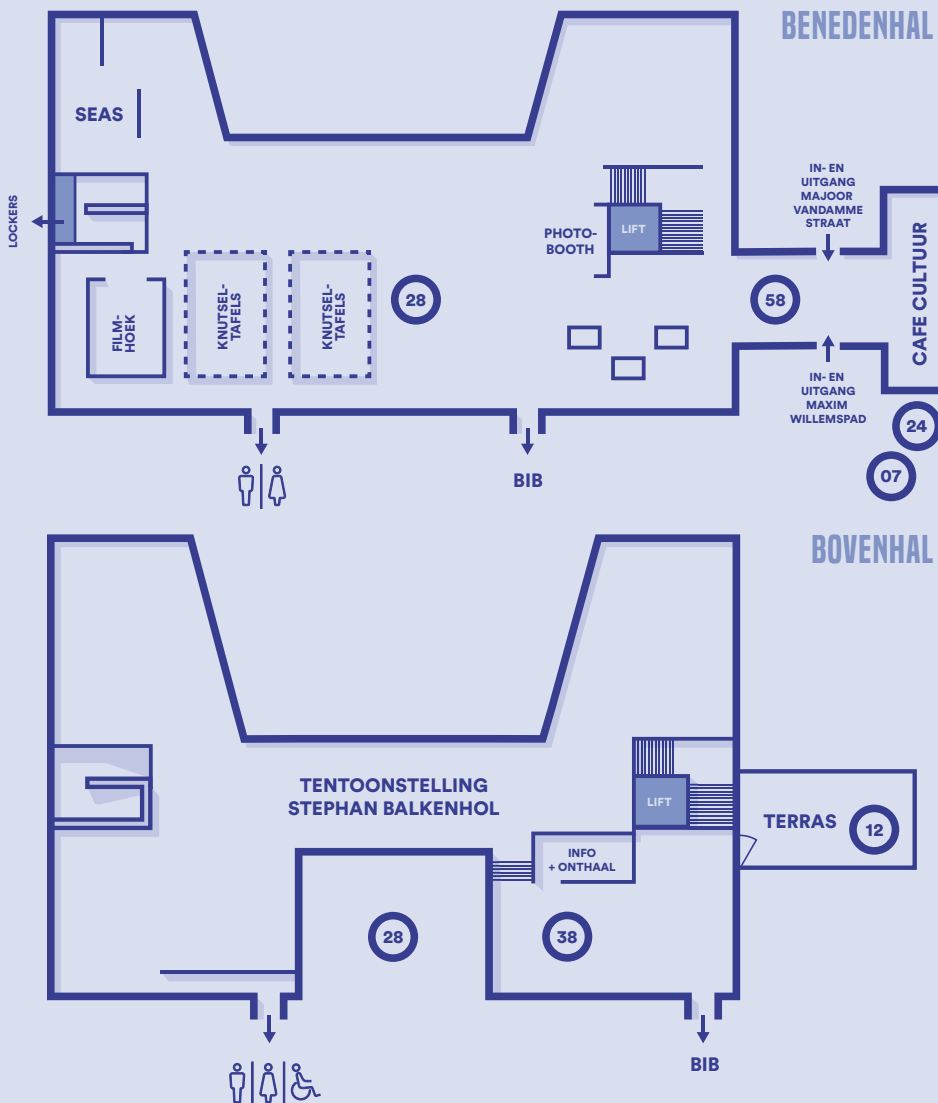 BENEDENHAL
SEAS
LOCKERS
FILM-
HOEK
KNUTSEL-
TAFELS
KNUTSEL-
TAFELS
28
PHOTO-
BOOTH
LIFT
58
IN- EN
UITGANG
MAJOOR
VANDAMME
STRAAT
CAFE CULTUUR
IN- EN
UITGANG
MAXIM
WILLEMSPAD
24
07
BIB
BOVENHAL
TENTOONSTELLING
STEPHAN BALKENHOL
LIFT
TERRAS
12
INFO
+ ONTHAAL
28
38
BIB